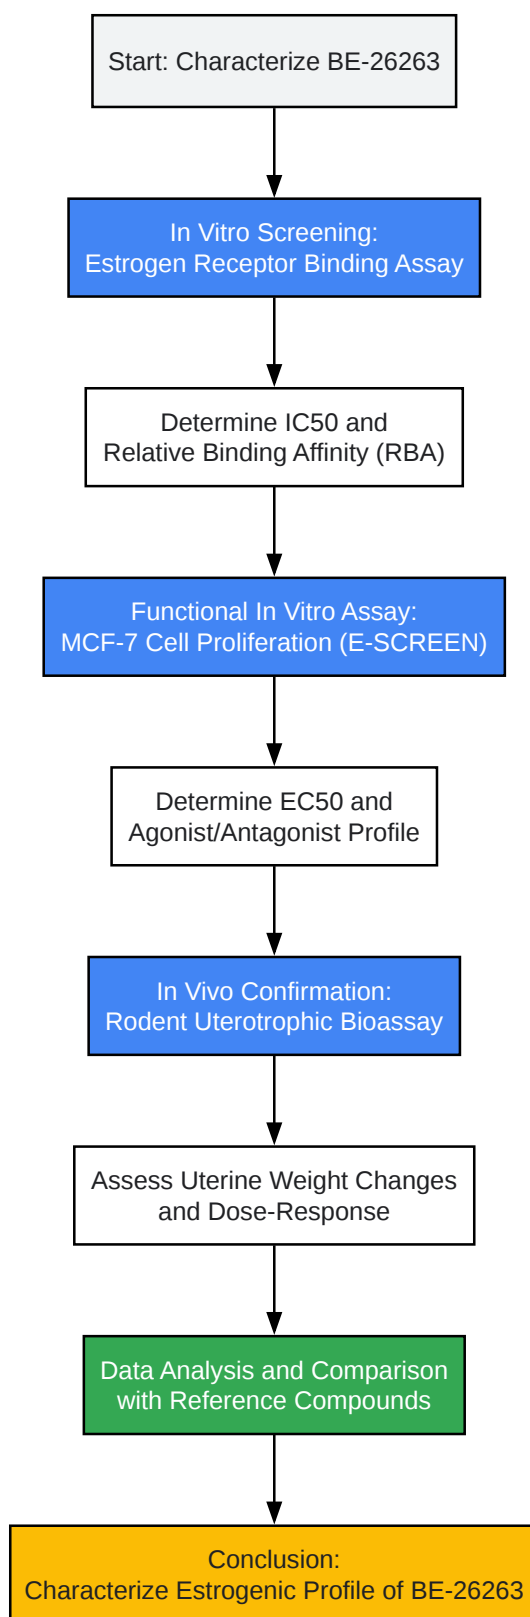 Start: Characterize BE-26263
In Vitro Screening:
Estrogen Receptor Binding Assay
Determine IC50 and
Relative Binding Affinity (RBA)
Functional In Vitro Assay:
MCF-7 Cell Proliferation (E-SCREEN)
Determine EC50 and
Agonist/Antagonist Profile
In Vivo Confirmation:
Rodent Uterotrophic Bioassay
Assess Uterine Weight Changes
and Dose-Response
Data Analysis and Comparison
with Reference Compounds
Conclusion:
Characterize Estrogenic Profile of BE-26263